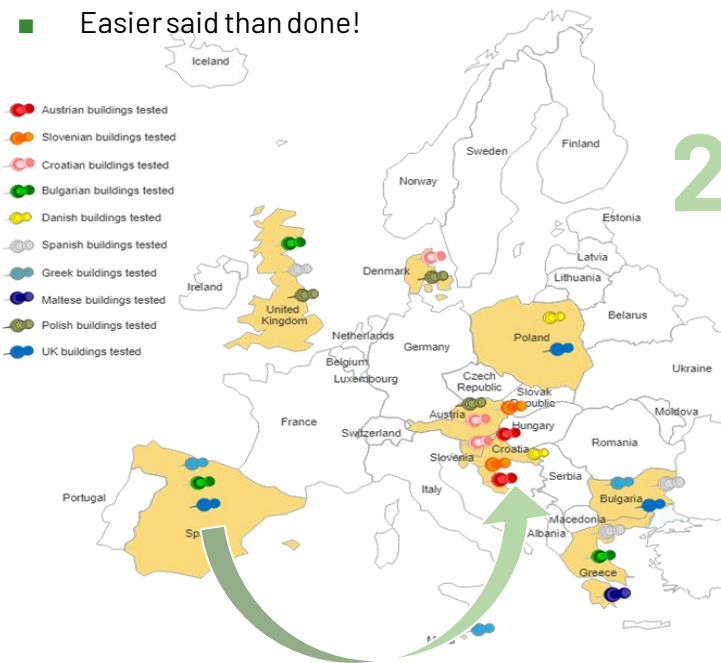 Easier said than done!
2
Austrian buildings tested
Slovenian buildings tested
Croatian buildings tested
Bulgarian buildings tested
Danish buildings tested
Spanish buildings tested
Greek buildings tested
Maltese buildings tested
Polish buildings tested
UK buildings tested
Iceland
Sweden
Finland
Norway
Estonia
Latvia
Lithuania
Denmark
Ireland
United
Kingdom
Belarus
Poland
Netherlands
Germany
Belgium
Luxembourg
Czech
Republic
Ukraine
Slovak
Republic
Moldova
Austria
France
Switzerland
Hungary
Romania
Slovenia
Croatia
Serbia
Italy
Portugal
Bulgaria
Macedonia
Albania
Sp
Greece